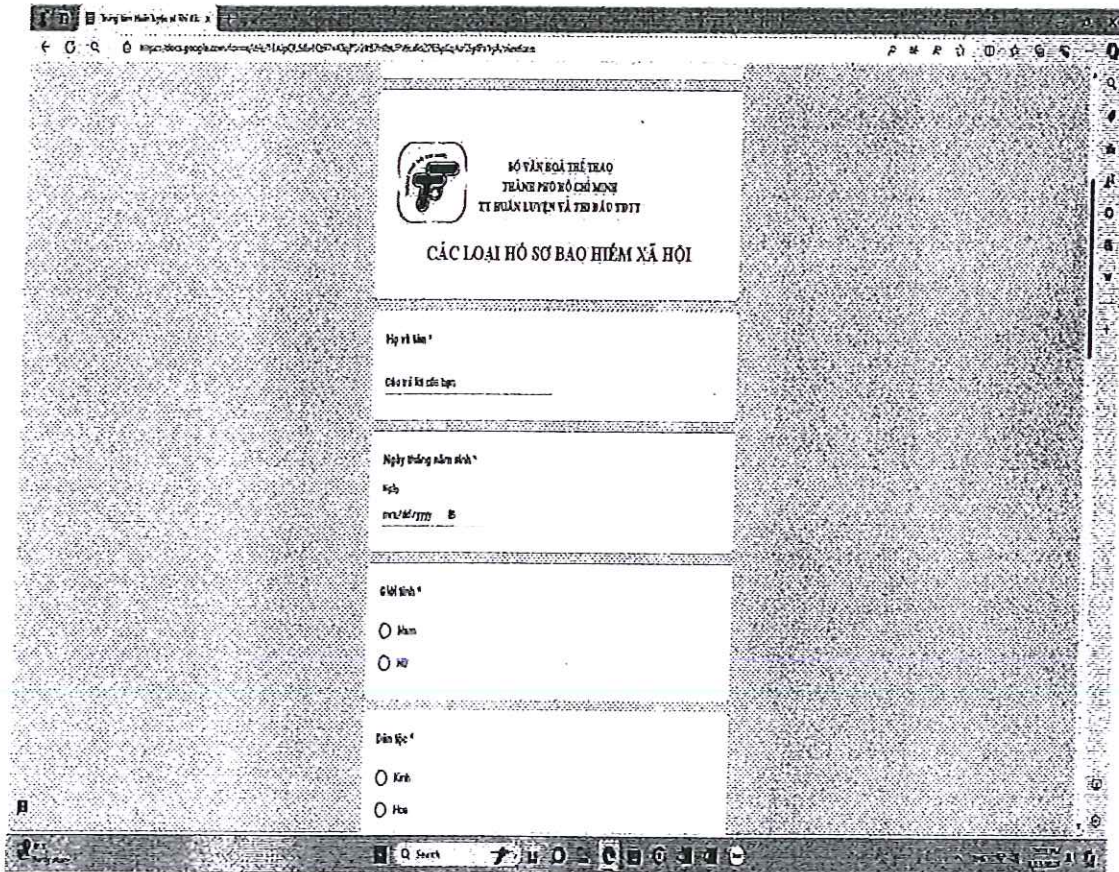 BỘ VĂN HOÁ THỂ THAO
THÀNH PHỐ HỒ CHÍ MINH
TT HUẤN LUYỆN VÀ THI ĐẤU TDTT
CÁC LOẠI HỒ SƠ BẢO HIỂM XÃ HỘI
Họ và tên *
Câu trả lời của bạn
Ngày tháng năm sinh *
Ngày
mm/dd/yyyy
Giới tính *
Nam
Nữ
Dân tộc *
Kinh
Hoa
Search